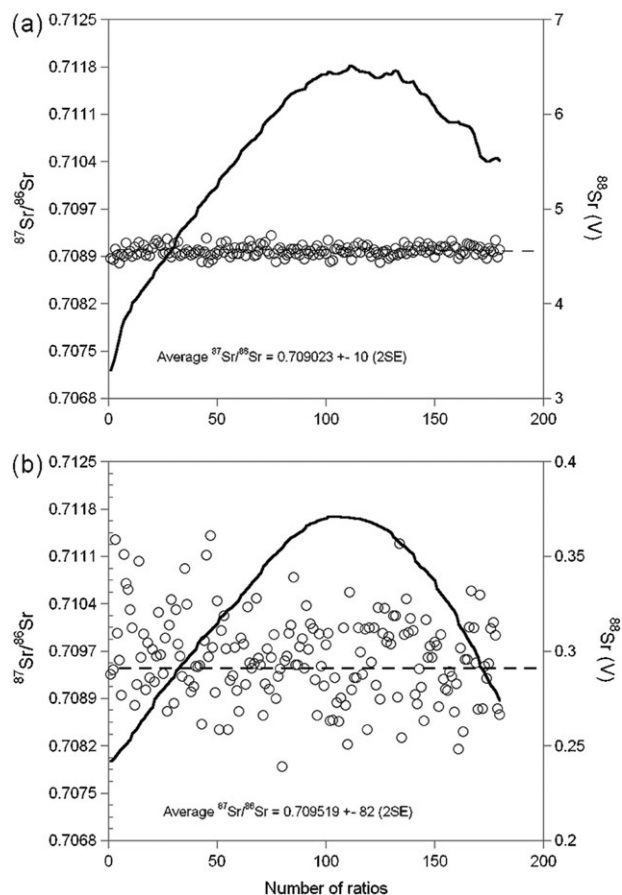 (a)
0.7125
0.7118
0.7111
0.7104
0.7097
0.7089
0.7082
0.7075
0.7068
⁸⁷Sr/⁸⁶Sr
7
6
5
4
3
⁸⁸Sr (V)
Average ⁸⁷Sr/⁸⁶Sr = 0.709023 +- 10 (2SE)
0 50 100 150 200
(b)
0.7125
0.7118
0.7111
0.7104
0.7097
0.7089
0.7082
0.7075
0.7068
⁸⁷Sr/⁸⁶Sr
0.4
0.35
0.3
0.25
0.2
⁸⁸Sr (V)
Average ⁸⁷Sr/⁸⁶Sr = 0.709519 +- 82 (2SE)
0 50 100 150 200
Number of ratios